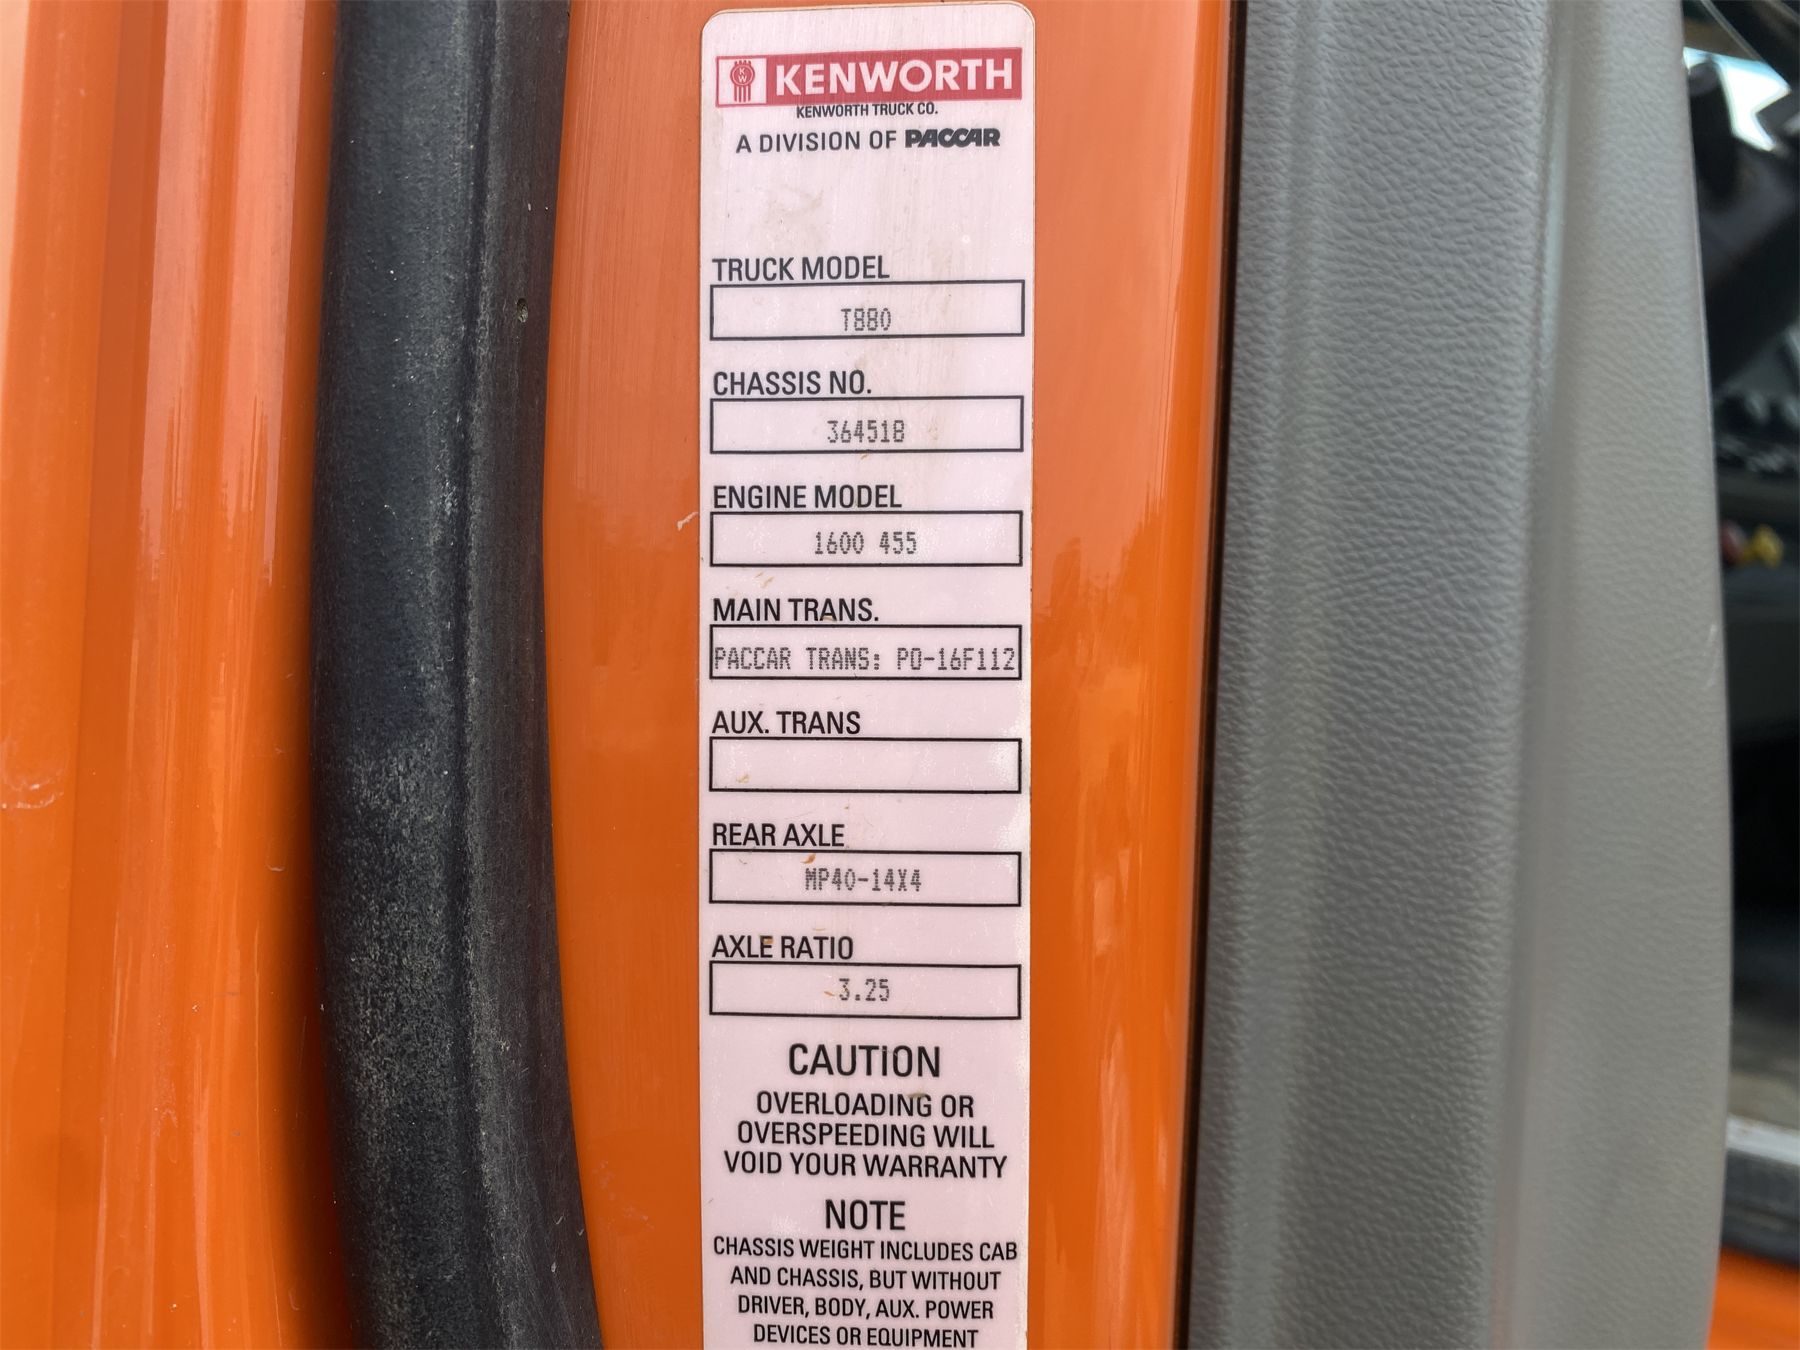 KW KENWORTH
KENWORTH TRUCK CO.
A DIVISION OF PACCAR
TRUCK MODEL
T880
CHASSIS NO.
364518
ENGINE MODEL
1600 455
MAIN TRANS.
PACCAR TRANS: PO-16F112
AUX. TRANS
REAR AXLE
MP40-14X4
AXLE RATIO
3.25
CAUTION
OVERLOADING OR
OVERSPEEDING WILL
VOID YOUR WARRANTY
NOTE
CHASSIS WEIGHT INCLUDES CAB
AND CHASSIS, BUT WITHOUT
DRIVER, BODY, AUX. POWER
DEVICES OR EQUIPMENT